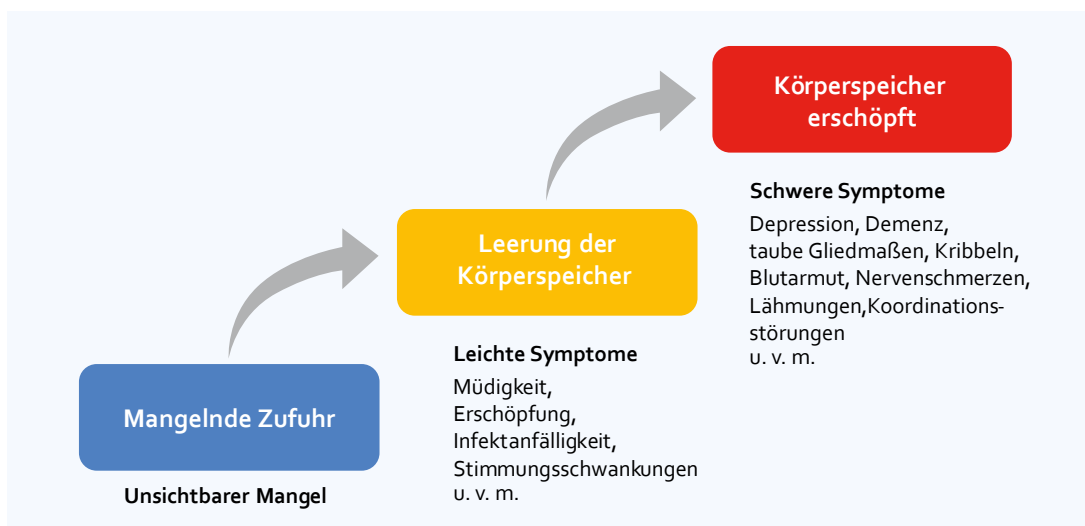 Körperspeicher
erschöpft
Schwere Symptome
Depression, Demenz,
taube Gliedmaßen, Kribbeln,
Blutarmut, Nervenschmerzen,
Lähmungen,Koordinations-
störungen
u. v. m.
Leerung der
Körperspeicher
Leichte Symptome
Müdigkeit,
Erschöpfung,
Infektanfälligkeit,
Stimmungsschwankungen
u. v. m.
Mangelnde Zufuhr
Unsichtbarer Mangel